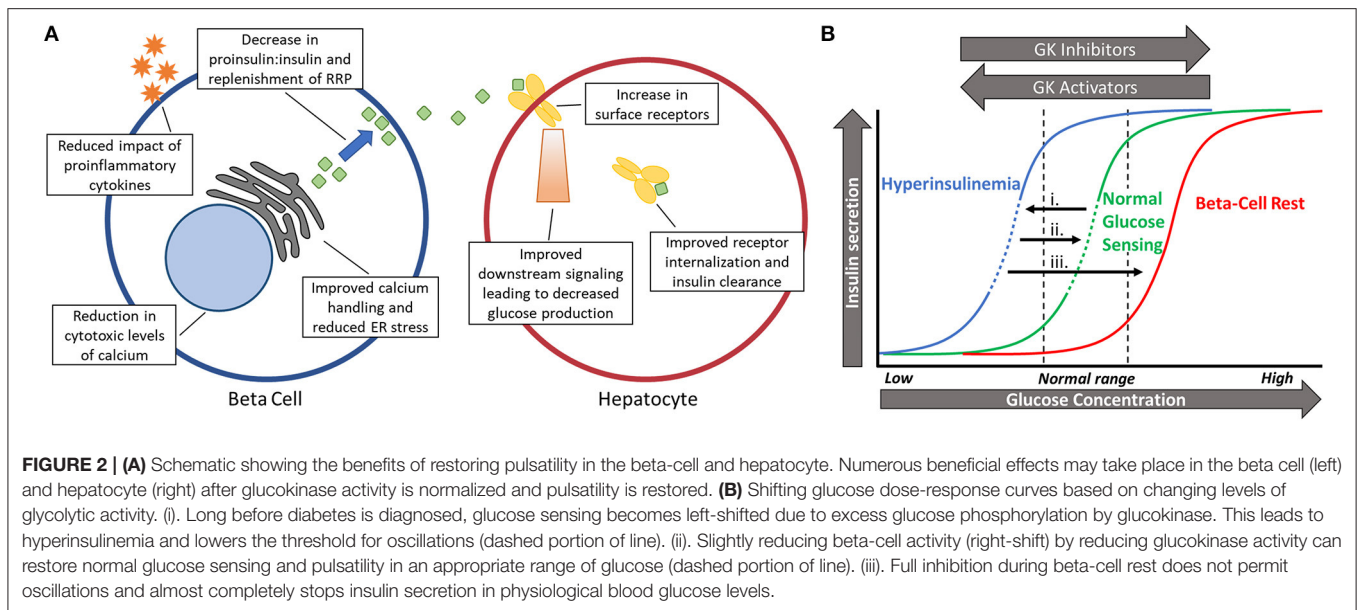 A
Decrease in
proinsulin:insulin and
replenishment of RRP
Reduced impact of
proinflammatory
cytokines
Reduction in
cytotoxic levels
of calcium
Improved calcium
handling and
reduced ER stress
Beta Cell
Increase in
surface receptors
Improved
downstream signaling
leading to decreased
glucose production
Improved receptor
internalization and
insulin clearance
Hepatocyte
B
GK Inhibitors
GK Activators
Insulin secretion
Hyperinsulinemia
Normal
Glucose
Sensing
Beta-Cell Rest
i.
ii.
iii.
Low
Normal range
High
Glucose Concentration
FIGURE 2 | (A) Schematic showing the benefits of restoring pulsatility in the beta-cell and hepatocyte. Numerous beneficial effects may take place in the beta cell (left)
and hepatocyte (right) after glucokinase activity is normalized and pulsatility is restored. (B) Shifting glucose dose-response curves based on changing levels of
glycolytic activity. (i). Long before diabetes is diagnosed, glucose sensing becomes left-shifted due to excess glucose phosphorylation by glucokinase. This leads to
hyperinsulinemia and lowers the threshold for oscillations (dashed portion of line). (ii). Slightly reducing beta-cell activity (right-shift) by reducing glucokinase activity can
restore normal glucose sensing and pulsatility in an appropriate range of glucose (dashed portion of line). (iii). Full inhibition during beta-cell rest does not permit
oscillations and almost completely stops insulin secretion in physiological blood glucose levels.